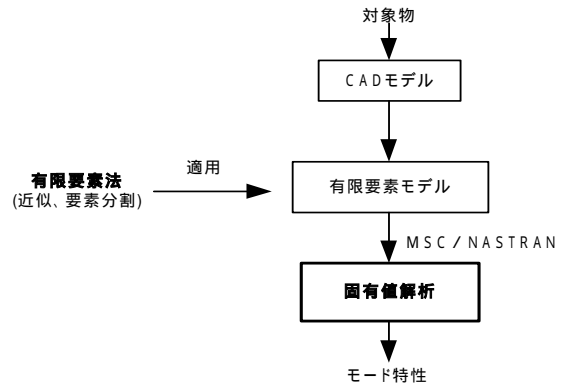 対象物
CADモデル
適用
有限要素法
(近似、要素分割)
有限要素モデル
MSC/NASTRAN
固有値解析
モード特性